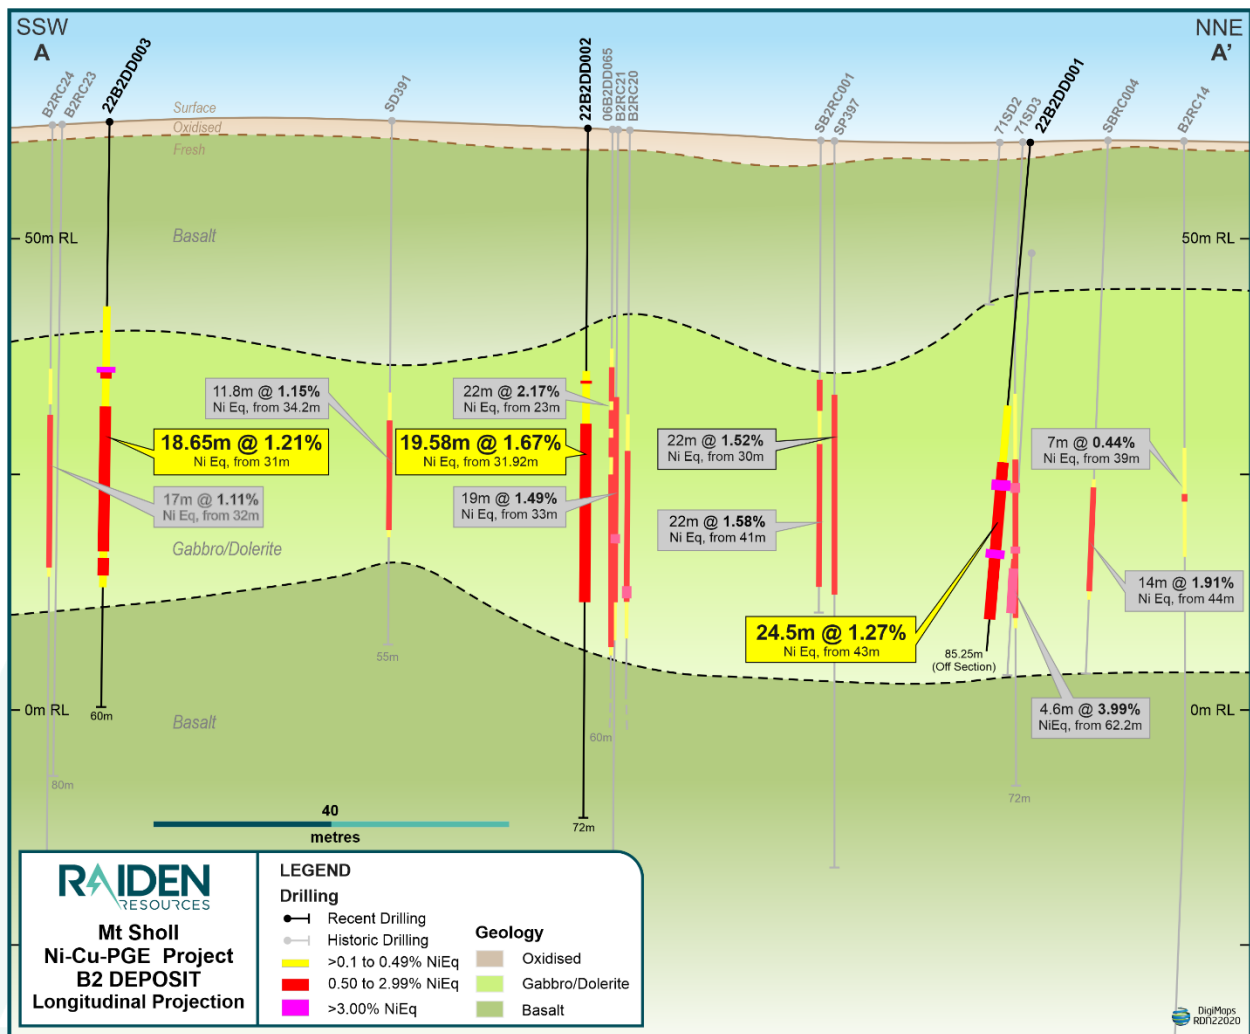 SSW
A
NNE
A'
B2RC24
B2RC23
22B2DD003
SD391
22B2DD002
06B2DD065
B2RC21
B2RC20
SB2RC001
SP397
71SD2
71SD3
22B2DD001
SBRC004
B2RC14
Surface
Oxidised
Fresh
50m RL
Basalt
50m RL
11.8m @ 1.15%
Ni Eq, from 34.2m
22m @ 2.17%
Ni Eq, from 23m
18.65m @ 1.21%
Ni Eq, from 31m
19.58m @ 1.67%
Ni Eq, from 31.92m
22m @ 1.52%
Ni Eq, from 30m
7m @ 0.44%
Ni Eq, from 39m
17m @ 1.11%
Ni Eq, from 32m
19m @ 1.49%
Ni Eq, from 33m
22m @ 1.58%
Ni Eq, from 41m
Gabbro/Dolerite
14m @ 1.91%
Ni Eq, from 44m
24.5m @ 1.27%
Ni Eq, from 43m
85.25m
(Off Section)
55m
4.6m @ 3.99%
NiEq, from 62.2m
0m RL
60m
Basalt
60m
0m RL
80m
72m
72m
40
metres
RAIDEN
RESOURCES
Mt Sholl
Ni-Cu-PGE Project
B2 DEPOSIT
Longitudinal Projection
LEGEND
Drilling
Recent Drilling
Historic Drilling
>0.1 to 0.49% NiEq
0.50 to 2.99% NiEq
>3.00% NiEq
Geology
Oxidised
Gabbro/Dolerite
Basalt
DigiMaps
RDN22020